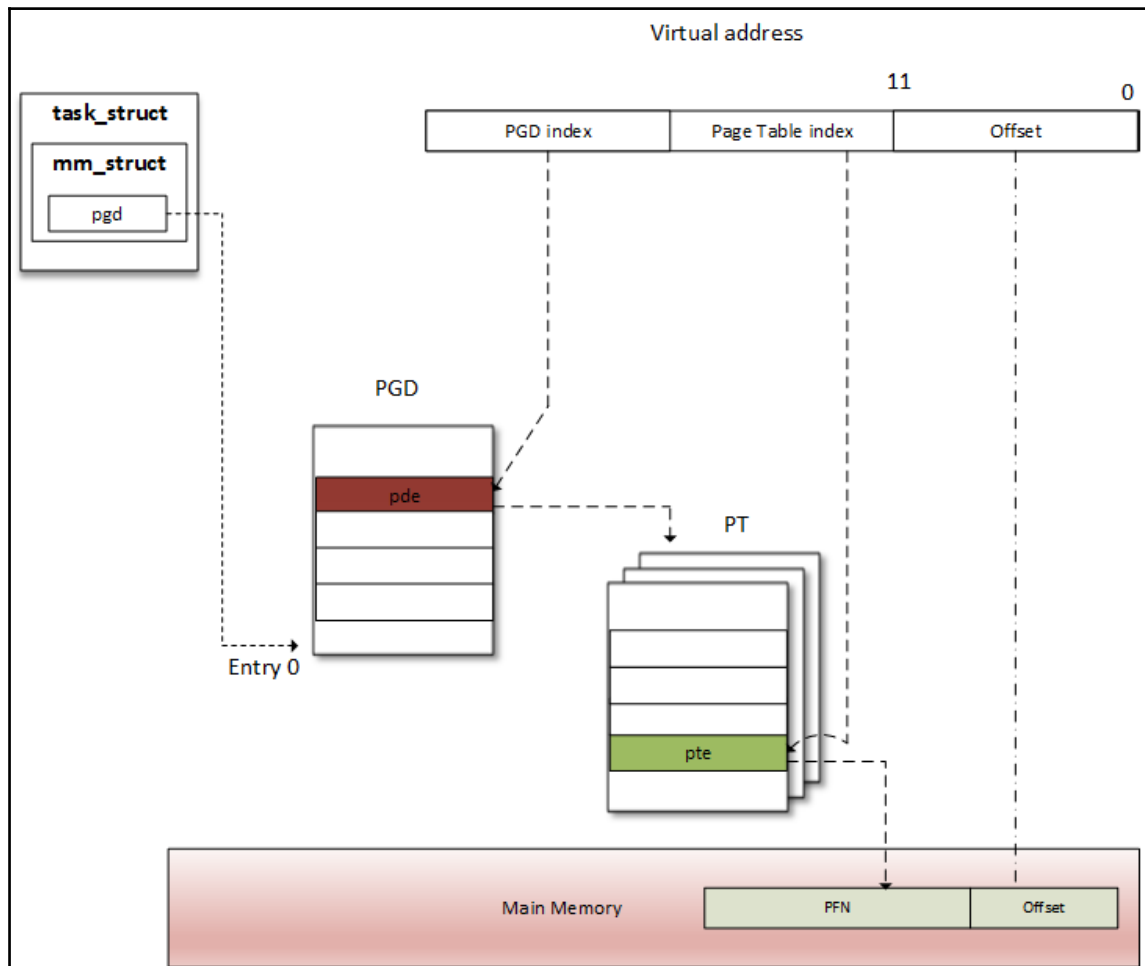 Virtual address
11
0
task_struct
mm_struct
pgd
PGD index
Page Table index
Offset
PGD
pde
PT
Entry 0
pte
Main Memory
PFN
Offset